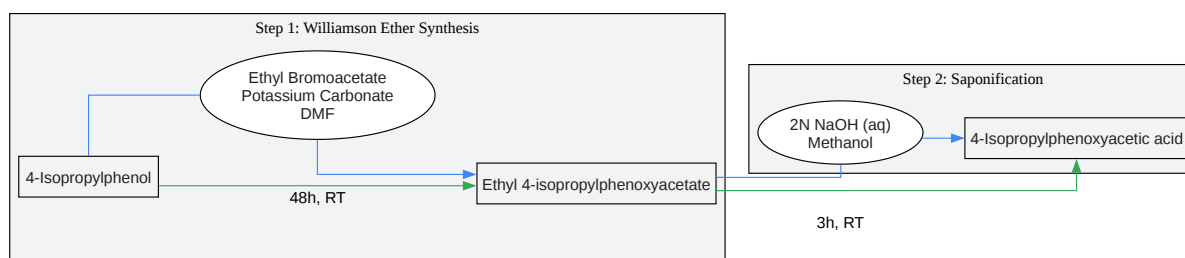 Step 1: Williamson Ether Synthesis
Ethyl Bromoacetate
Potassium Carbonate
DMF
4-Isopropylphenol
48h, RT
Ethyl 4-isopropylphenoxyacetate
Step 2: Saponification
2N NaOH (aq)
Methanol
4-Isopropylphenoxyacetic acid
3h, RT